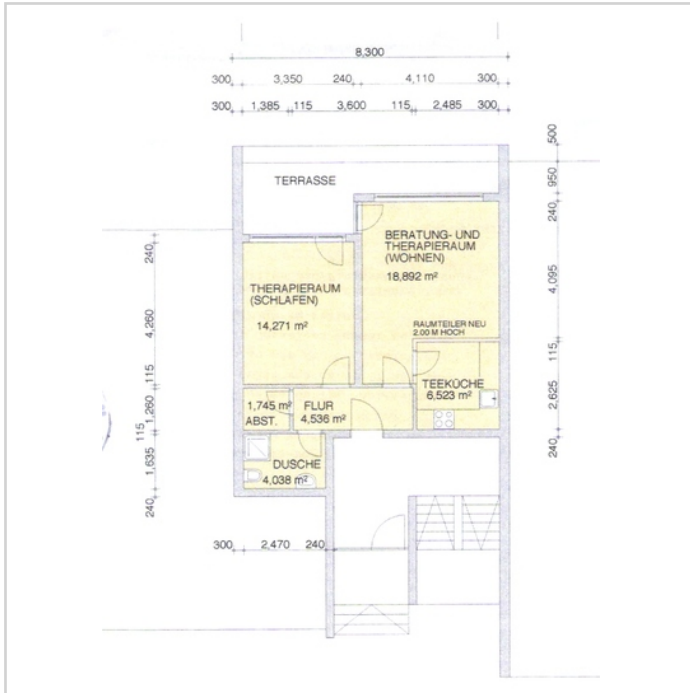 8,300
300 3,350 240 4,110 300
300 1,385 115 3,600 115 2,485 300
500
950
240
4,095
115
2,625
240
TERRASSE
BERATUNG- UND
THERAPIERAUM
(WOHNEN)
18,892 m²
THERAPIERAUM
(SCHLAFEN)
14,271 m²
RAUMTEILER NEU
2.00 M HOCH
TEEKÜCHE
6,523 m²
1,745 m²
ABST.
FLUR
4,536 m²
DUSCHE
4,038 m²
240
4,260
115
1,260
115
1,635
240
300 2,470 240